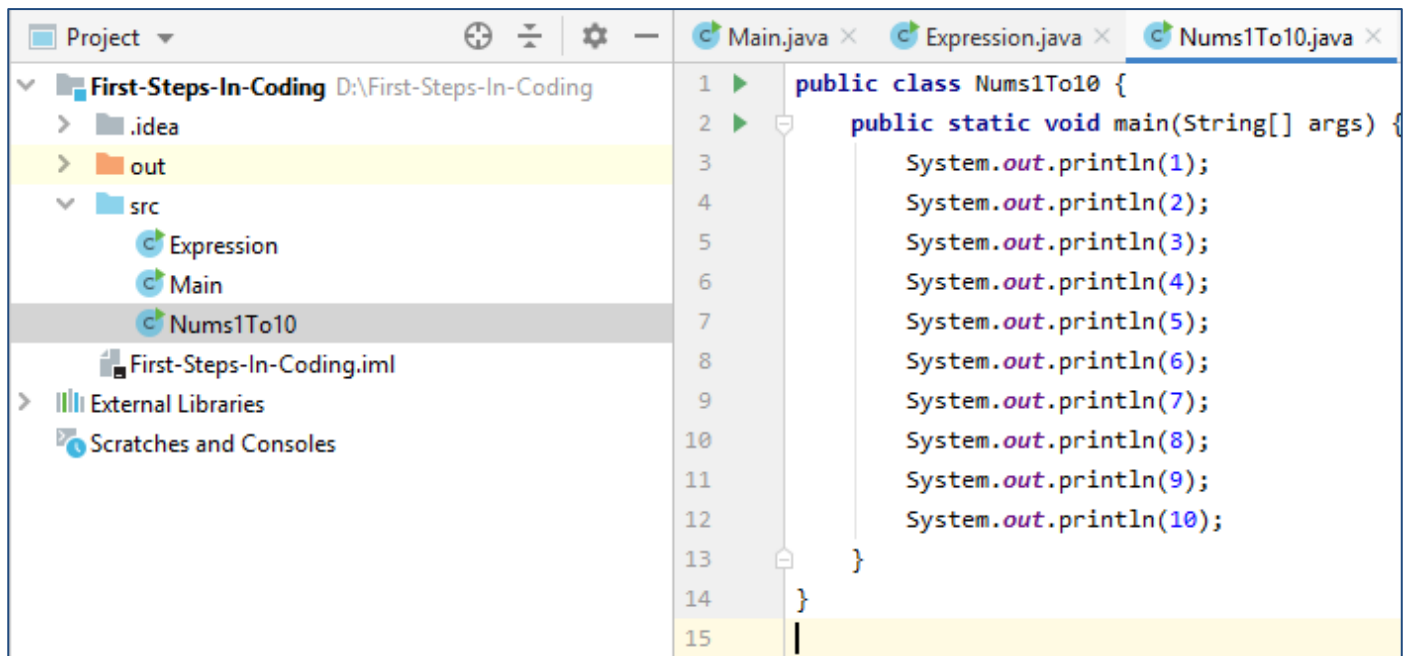 Project
First-Steps-In-Coding D:\First-Steps-In-Coding
.idea
out
src
Expression
Main
Nums1To10
First-Steps-In-Coding.iml
External Libraries
Scratches and Consoles
Main.java Expression.java Nums1To10.java
1 public class Nums1To10 {
2 public static void main(String[] args) {
3 System.out.println(1);
4 System.out.println(2);
5 System.out.println(3);
6 System.out.println(4);
7 System.out.println(5);
8 System.out.println(6);
9 System.out.println(7);
10 System.out.println(8);
11 System.out.println(9);
12 System.out.println(10);
13 }
14 }
15